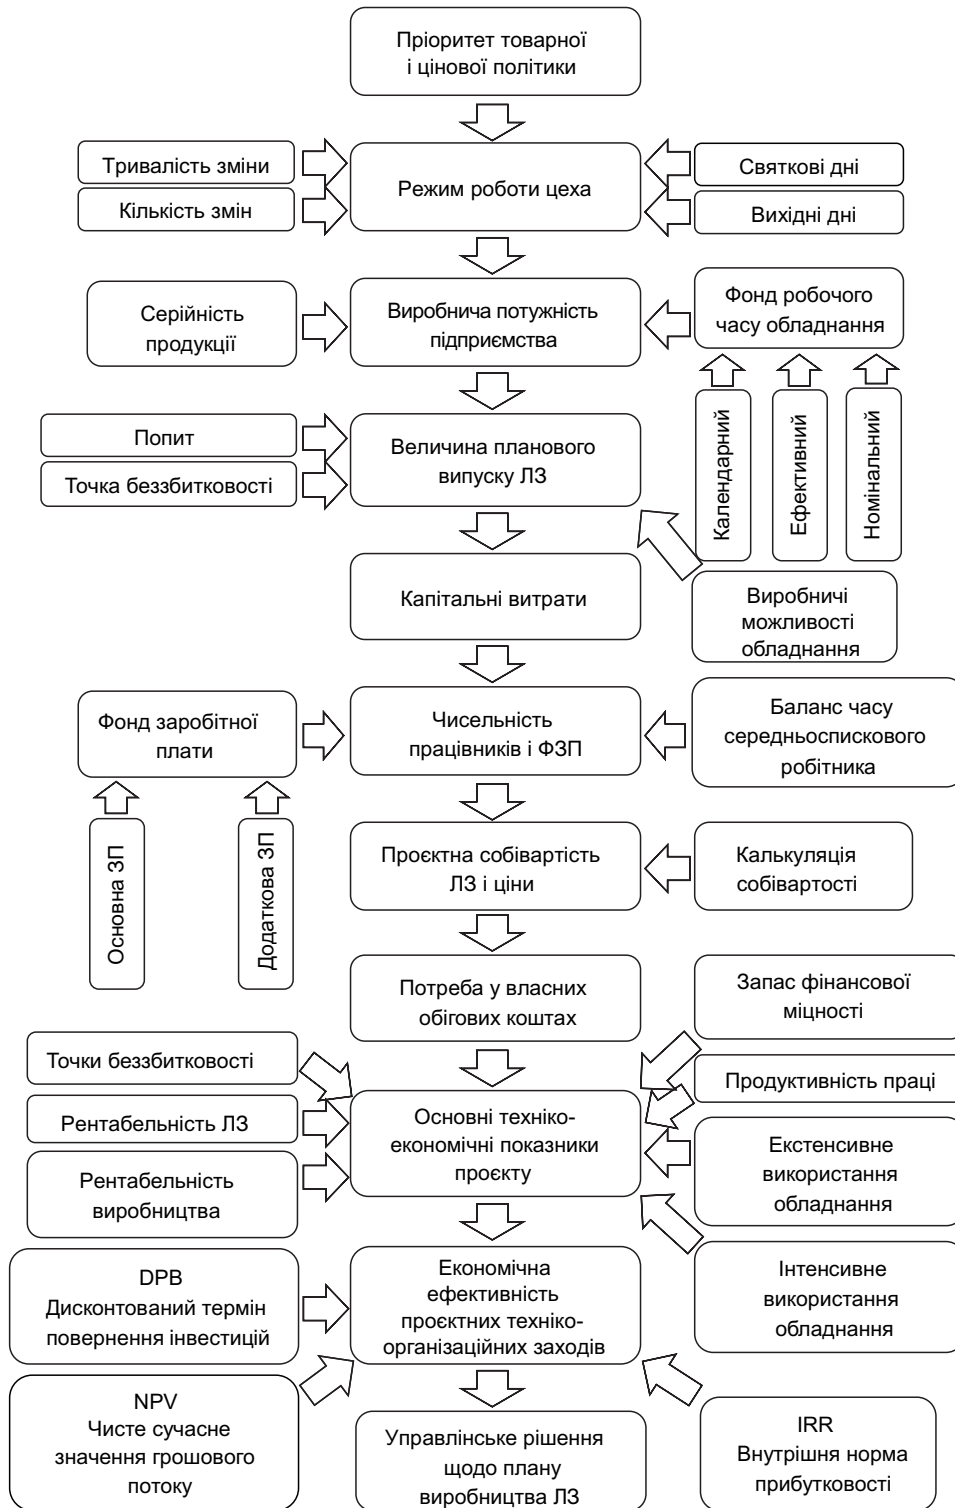 Пріоритет товарної
і цінової політики
Тривалість зміни
Кількість змін
Режим роботи цеха
Святкові дні
Вихідні дні
Серійність
продукції
Виробнича потужність
підприємства
Фонд робочого
часу обладнання
Календарний
Ефективний
Номінальний
Попит
Точка беззбитковості
Величина планового
випуску ЛЗ
Капітальні витрати
Виробничі
можливості
обладнання
Фонд заробітної
плати
Чисельність
працівників і ФЗП
Баланс часу
середньоспискового
робітника
Основна ЗП
Додаткова ЗП
Проєктна собівартість
ЛЗ і ціни
Калькуляція
собівартості
Потреба у власних
обігових коштах
Запас фінансової
міцності
Точки беззбитковості
Рентабельність ЛЗ
Рентабельність
виробництва
Основні техніко-
економічні показники
проєкту
Продуктивність праці
Екстенсивне
використання
обладнання
Інтенсивне
використання
обладнання
DPB
Дисконтований термін
повернення інвестицій
Економічна
ефективність
проєктних техніко-
організаційних заходів
NPV
Чисте сучасне
значення грошового
потоку
Управлінське рішення
щодо плану
виробництва ЛЗ
IRR
Внутрішня норма
прибутковості